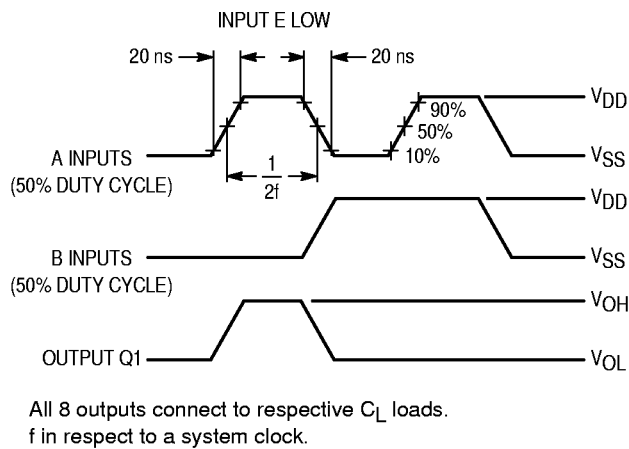 INPUT E LOW
20 ns
20 ns
VDD
90%
50%
10%
A INPUTS
(50% DUTY CYCLE)
1
2f
VSS
VDD
B INPUTS
(50% DUTY CYCLE)
VSS
VOH
OUTPUT Q1
VOL
All 8 outputs connect to respective CL loads.
f in respect to a system clock.